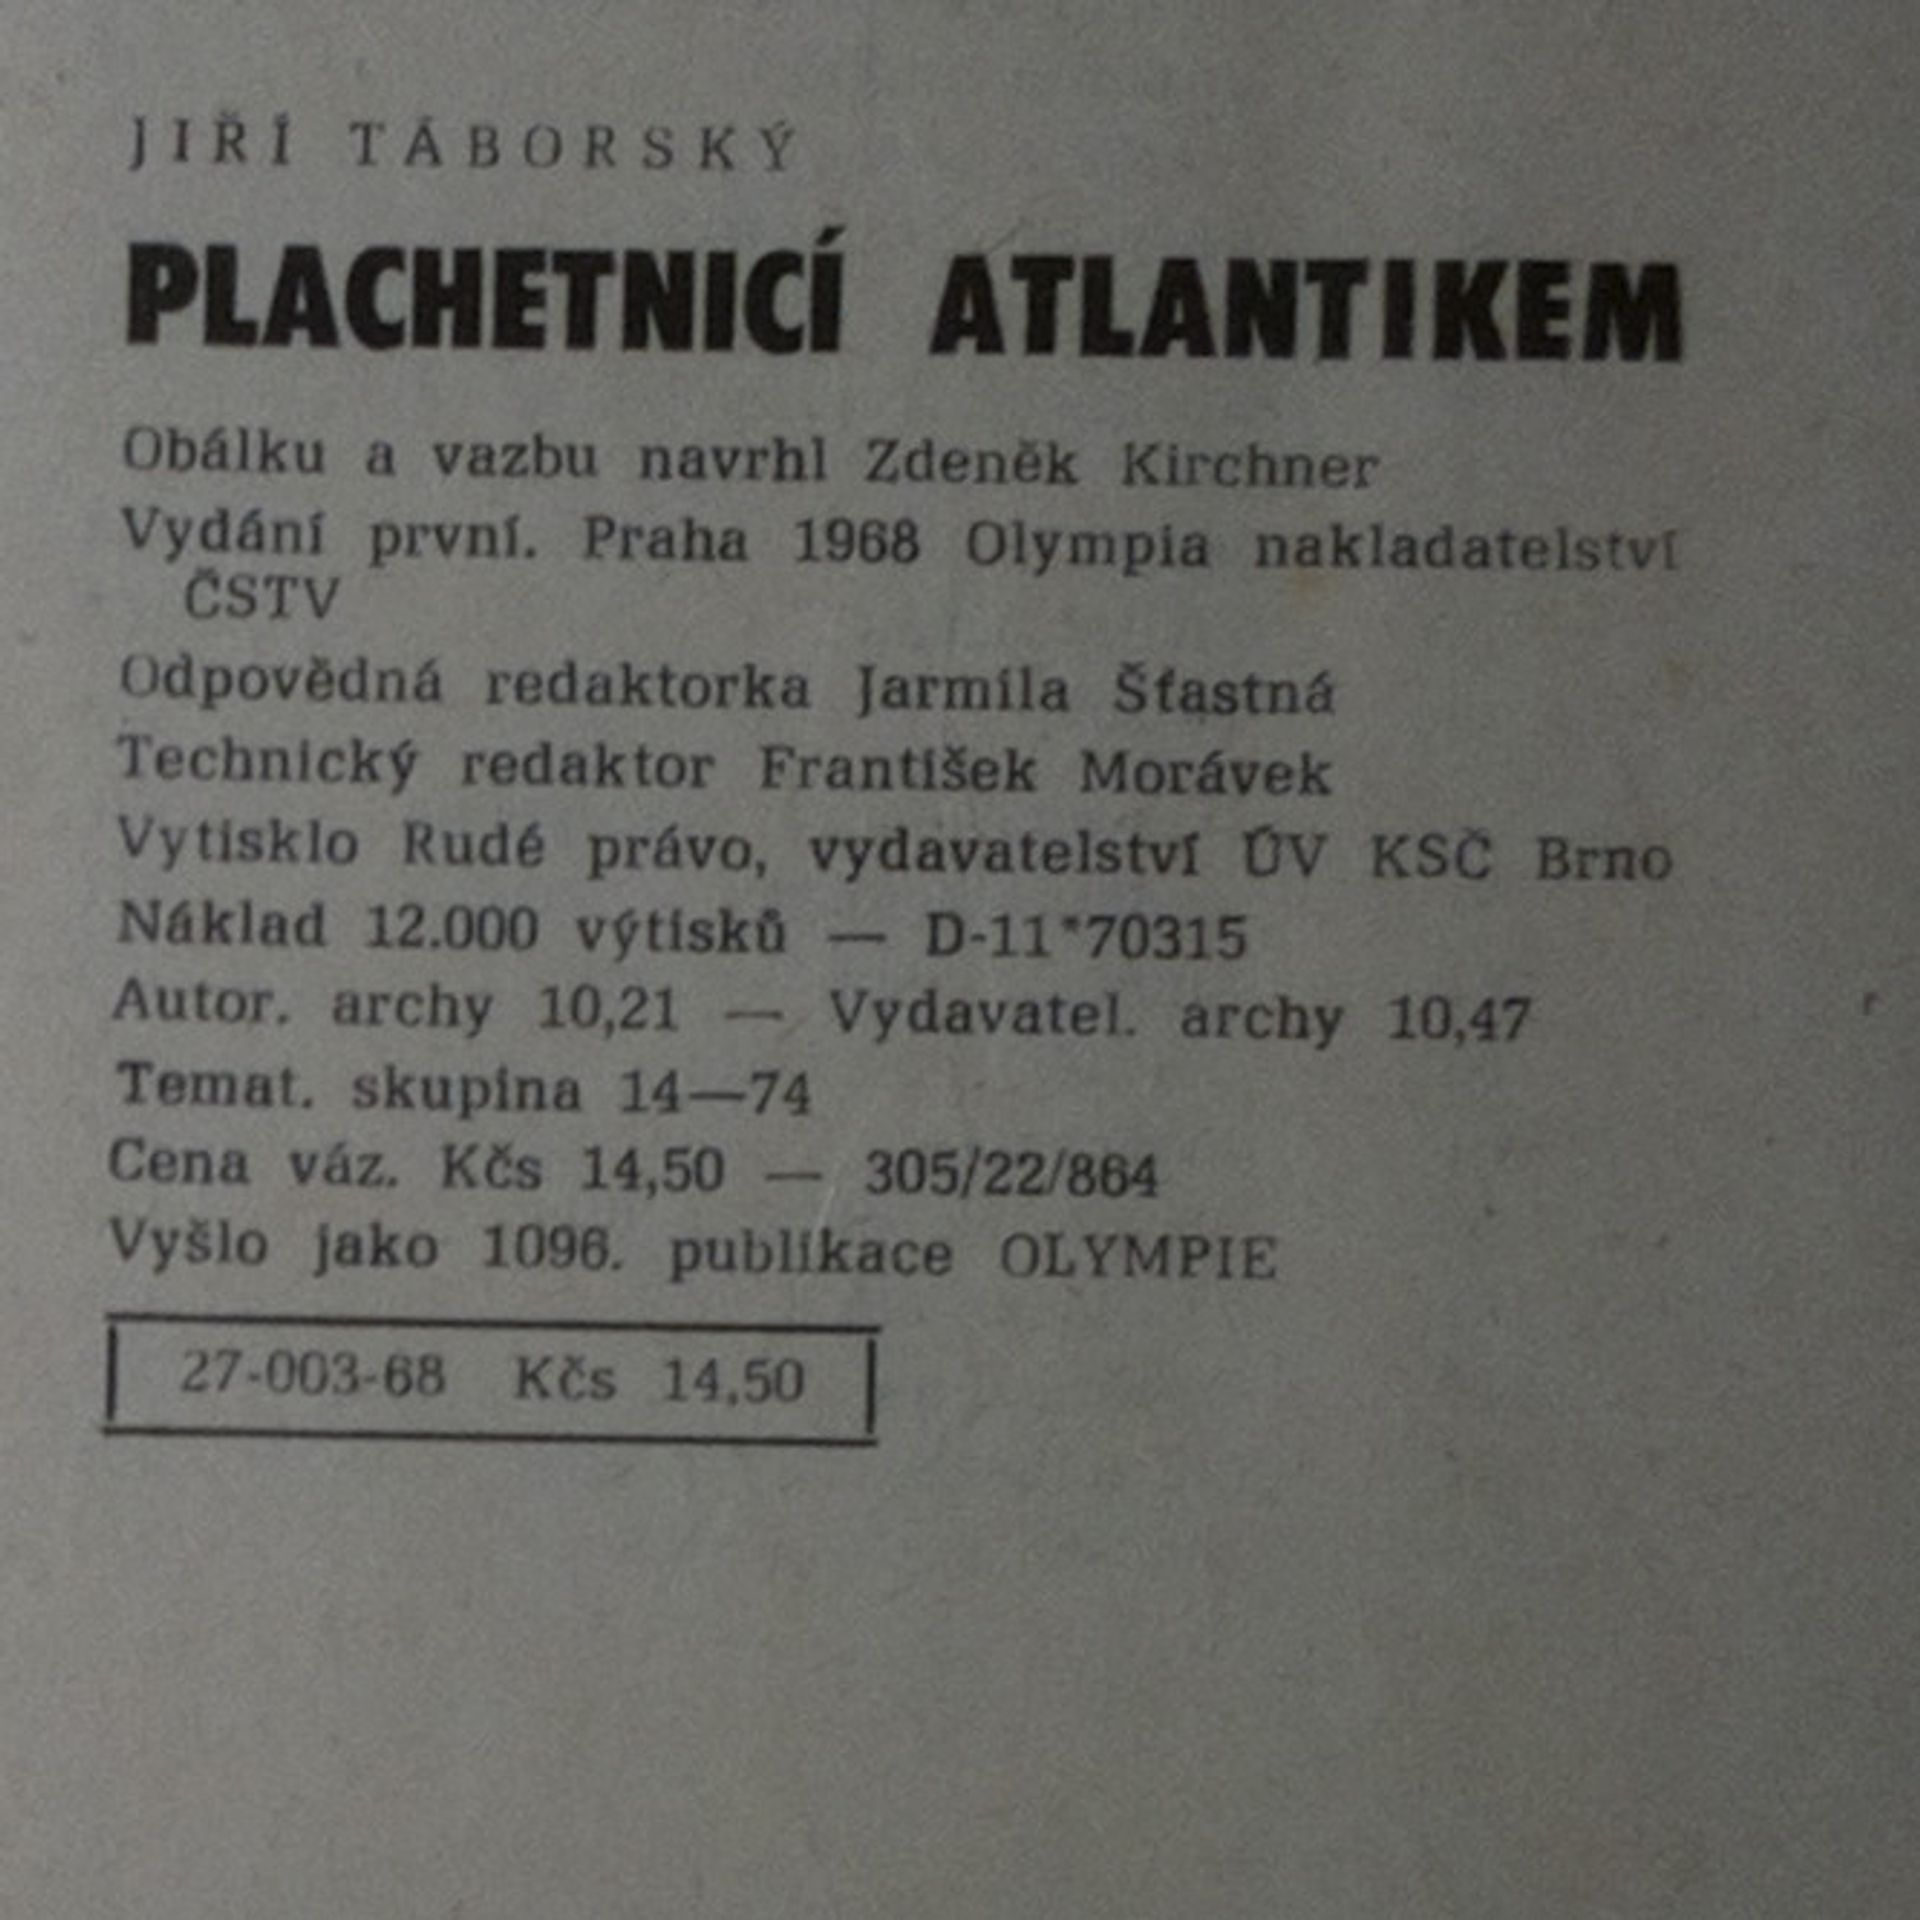 JIŘÍ TÁBORSKÝ
PLACHETNICÍ ATLANTIKEM
Obálku a vazbu navrhl Zdeněk Kirchner
Vydání první. Praha 1968 Olympia nakladatelství
ČSTV
Odpovědná redaktorka Jarmila Šťastná
Technický redaktor František Morávek
Vytisklo Rudé právo, vydavatelství ÚV KSČ Brno
Náklad 12.000 výtisků — D-11*70315
Autor. archy 10,21 — Vydavatel. archy 10,47
Temat. skupina 14—74
Cena váz. Kčs 14,50 — 305/22/864
Vyšlo jako 1096. publikace OLYMPIE
27-003-68 Kčs 14,50